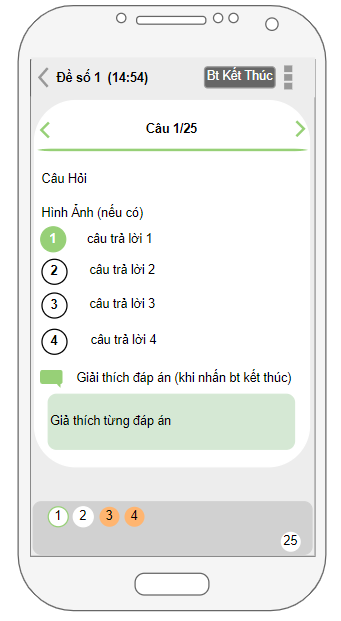 Đề số 1 (14:54) Bt Kết Thúc
Câu 1/25
Câu Hỏi
Hình Ảnh (nếu có)
1 câu trả lời 1
2 câu trả lời 2
3 câu trả lời 3
4 câu trả lời 4
Giải thích đáp án (khi nhấn bt kết thúc)
Giả thích từng đáp án
1 2 3 4
25